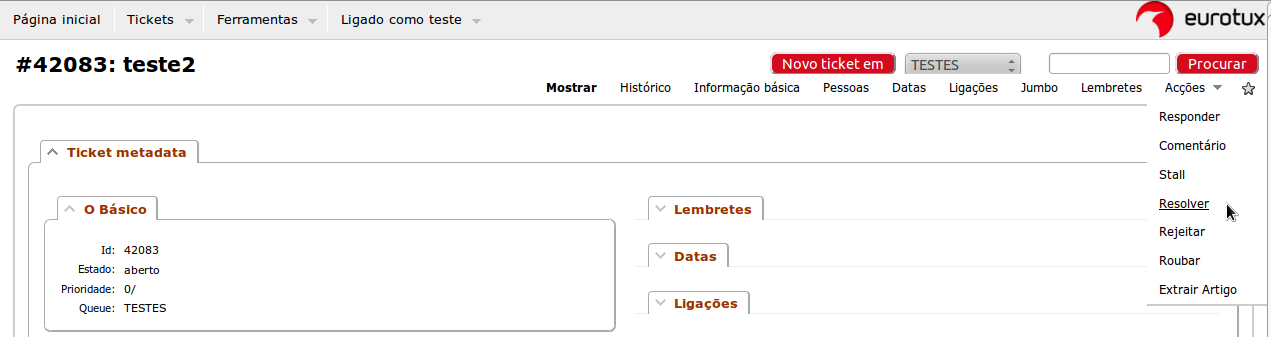 Página inicial Tickets Ferramentas Ligado como teste eurotux
#42083: teste2 Novo ticket em TESTES Procurar
Mostrar Histórico Informação básica Pessoas Datas Ligações Jumbo Lembretes Acções
Responder
Comentário
Stall
Resolver
Rejeitar
Roubar
Extrair Artigo
Ticket metadata
O Básico
Id: 42083
Estado: aberto
Prioridade: 0/
Queue: TESTES
Lembretes
Datas
Ligações